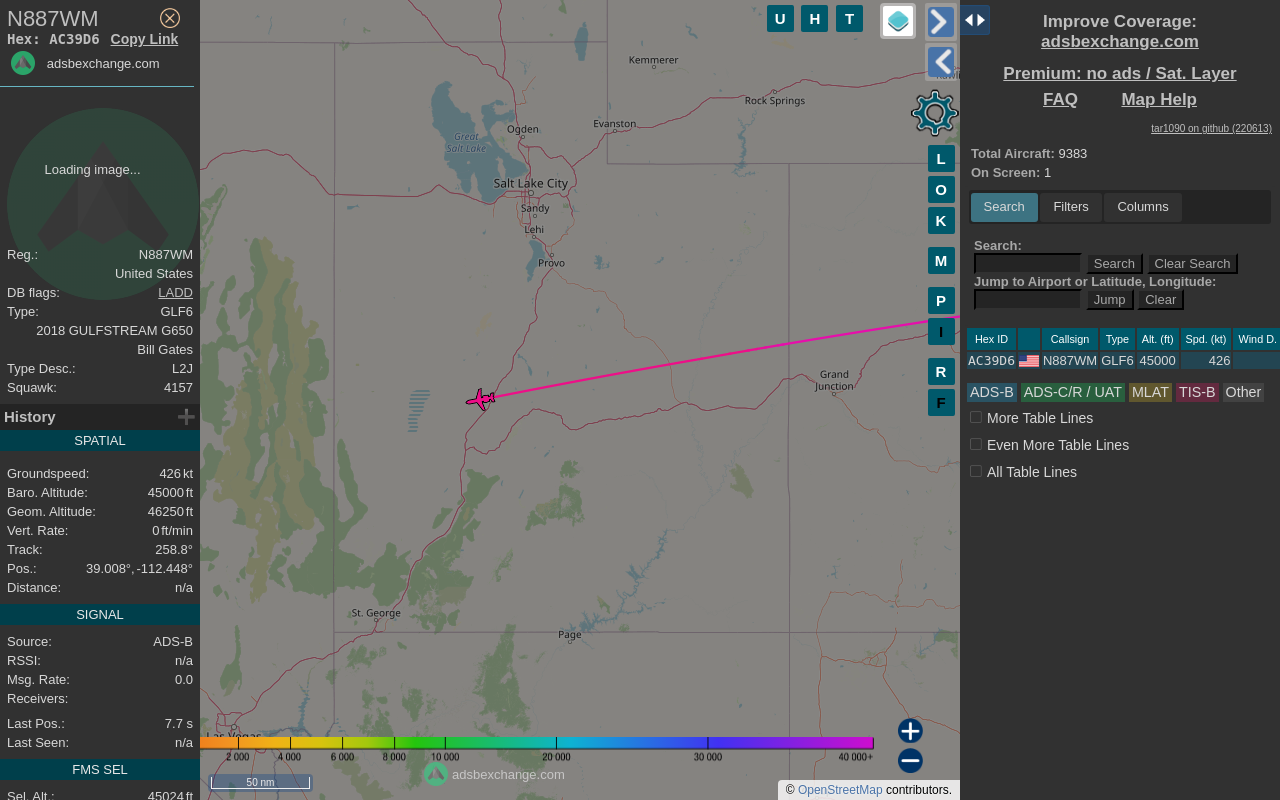 N887WM
Hex: AC39D6 Copy Link
adsbexchange.com
Loading image...
Reg.: N887WM
United States
DB flags: LADD
Type: GLF6
2018 GULFSTREAM G650
Bill Gates
Type Desc.: L2J
Squawk: 4157
History
SPATIAL
Groundspeed: 426 kt
Baro. Altitude: 45000 ft
Geom. Altitude: 46250 ft
Vert. Rate: 0 ft/min
Track: 258.8°
Pos.: 39.008°, -112.448°
Distance: n/a
SIGNAL
Source: ADS-B
RSSI: n/a
Msg. Rate: 0.0
Receivers:
Last Pos.: 7.7 s
Last Seen: n/a
FMS SEL
Sel. Alt.: 45024 ft
U H T
Kemmerer
Rock Springs
Evanston
Ogden
Great
Salt Lake
Salt Lake City
Sandy
Lehi
Provo
Grand
Junction
St. George
Page
Las Vegas
L
O
K
M
P
I
R
F
2 000 4 000 6 000 8 000 10 000 20 000 30 000 40 000+
adsbexchange.com
50 nm
© OpenStreetMap contributors.
Improve Coverage:
adsbexchange.com
Premium: no ads / Sat. Layer
FAQ Map Help
tar1090 on github (220613)
Total Aircraft: 9383
On Screen: 1
Search Filters Columns
Search:
Search Clear Search
Jump to Airport or Latitude, Longitude:
Jump Clear
Hex ID Callsign Type Alt. (ft) Spd. (kt) Wind D.
AC39D6 N887WM GLF6 45000 426
ADS-B ADS-C/R / UAT MLAT TIS-B Other
More Table Lines
Even More Table Lines
All Table Lines